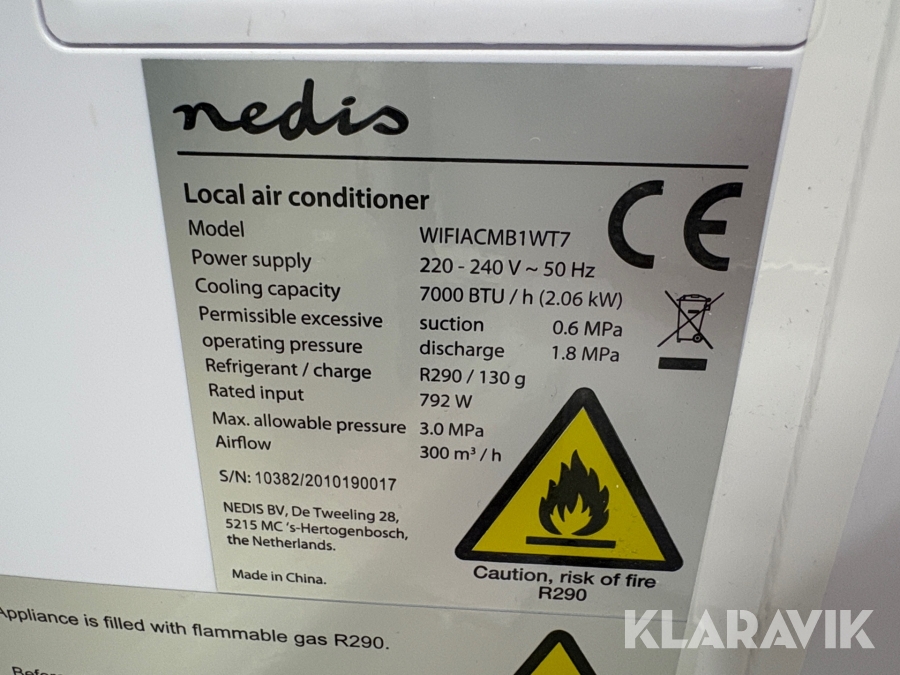 nedis
Local air conditioner
Model WIFIACMB1WT7
Power supply 220 - 240 V ~ 50 Hz
Cooling capacity 7000 BTU / h (2.06 kW)
Permissible excessive suction 0.6 MPa
operating pressure discharge 1.8 MPa
Refrigerant / charge R290 / 130 g
Rated input 792 W
Max. allowable pressure 3.0 MPa
Airflow 300 m³ / h
S/N: 10382/2010190017
NEDIS BV, De Tweeling 28,
5215 MC 's-Hertogenbosch,
the Netherlands.
Made in China.
CE
Caution, risk of fire
R290
Appliance is filled with flammable gas R290.
KLARAVIK